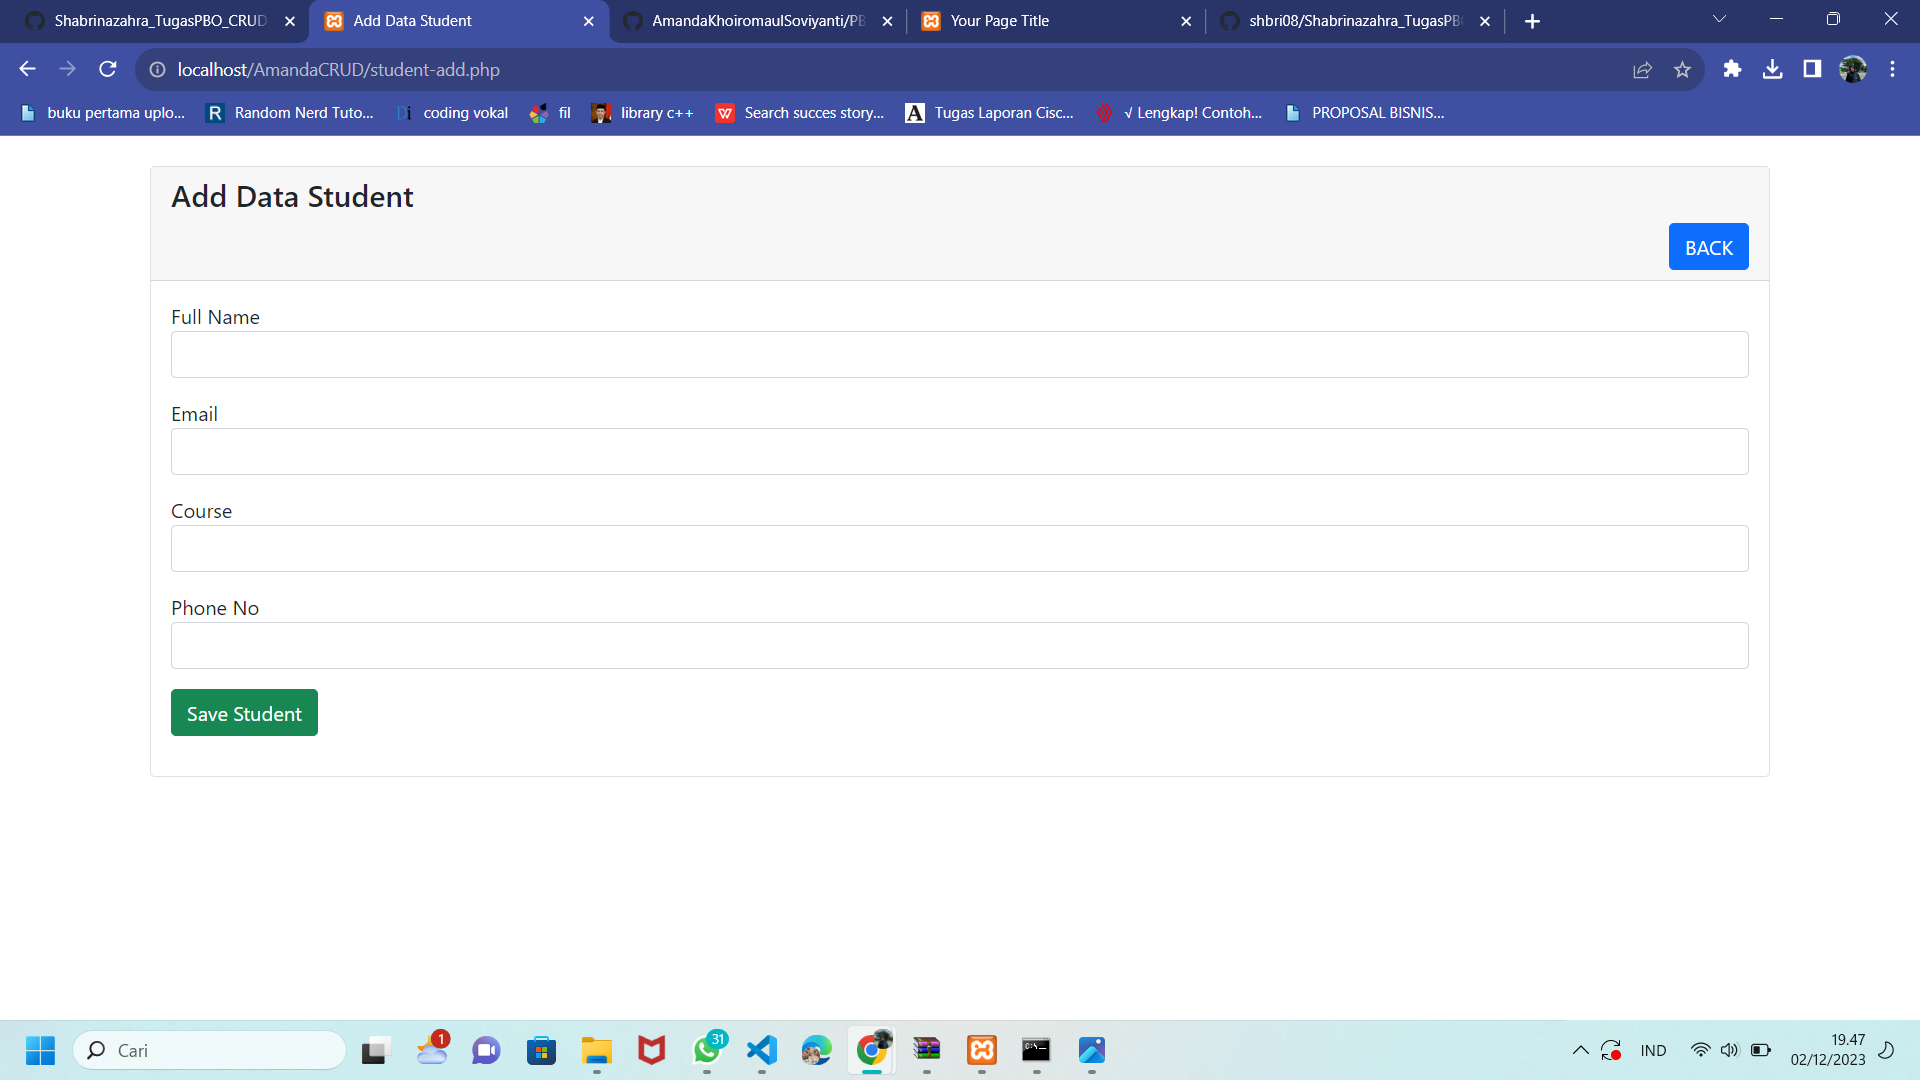 Shabrinazahra_TugasPBO_CRUD
Add Data Student
AmandaKhoiromaulSoviyanti/PB
Your Page Title
shbri08/Shabrinazahra_TugasPB
localhost/AmandaCRUD/student-add.php
buku pertama uplo...
R
Random Nerd Tuto...
Di
coding vokal
fil
library c++
W
Search succes story...
A
Tugas Laporan Cisc...
√ Lengkap! Contoh...
PROPOSAL BISNIS...
Add Data Student
BACK
Full Name
Email
Course
Phone No
Save Student
Cari
1
31
IND
19.47
02/12/2023